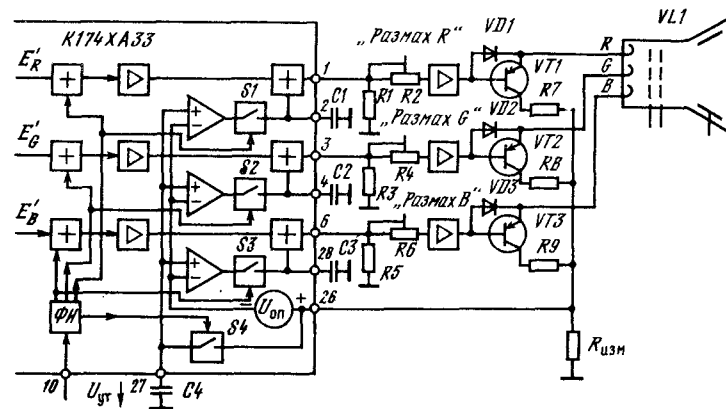 К174ХА33
E'R
E'G
E'B
S1
S2
S3
S4
Uоп
+
−
ФИ
10
Uут
27
C4
1
2
C1
3
4
C2
6
28
C3
26
„Размах R“
R1
R2
„Размах G“
R3
R4
„Размах B“
R5
R6
VD1
VT1
R7
VD2
VT2
R8
VD3
VT3
R9
Rизм
VL1
R
G
B